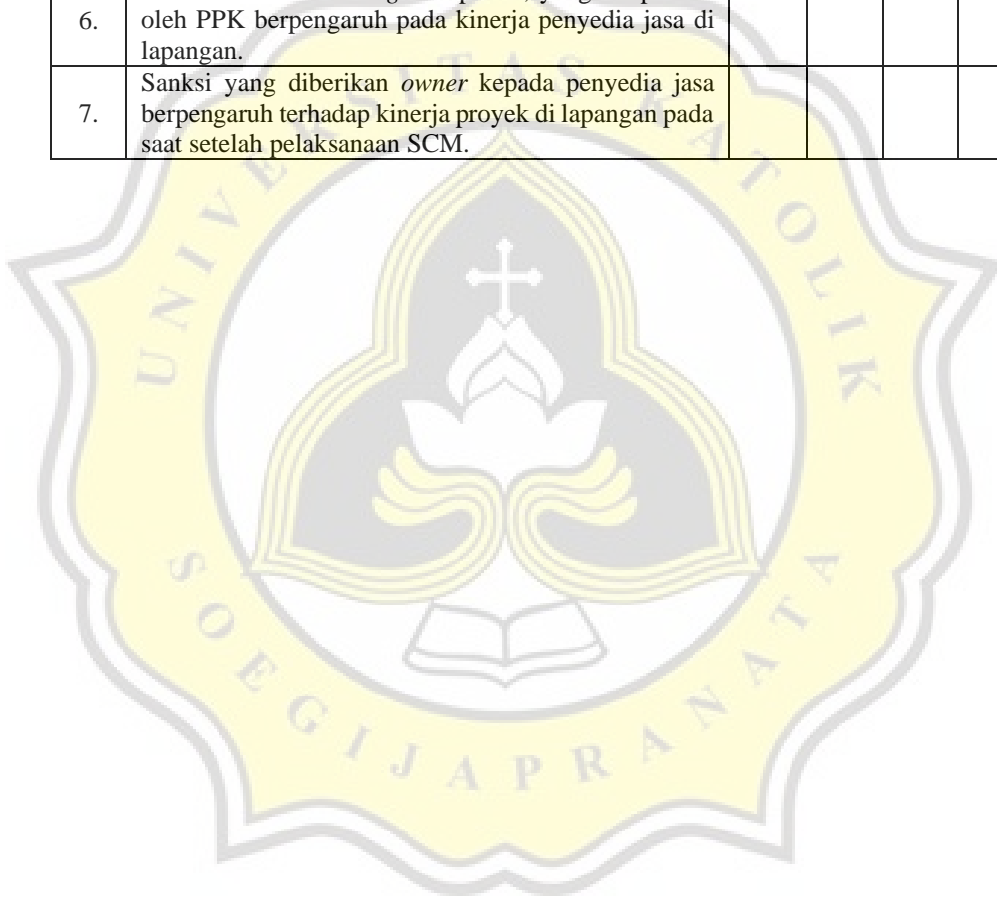 6. oleh PPK berpengaruh pada kinerja penyedia jasa di
lapangan.
Sanksi yang diberikan owner kepada penyedia jasa
7. berpengaruh terhadap kinerja proyek di lapangan pada
saat setelah pelaksanaan SCM.
UNIVERSITAS KATOLIK
SOEGIJAPRANATA